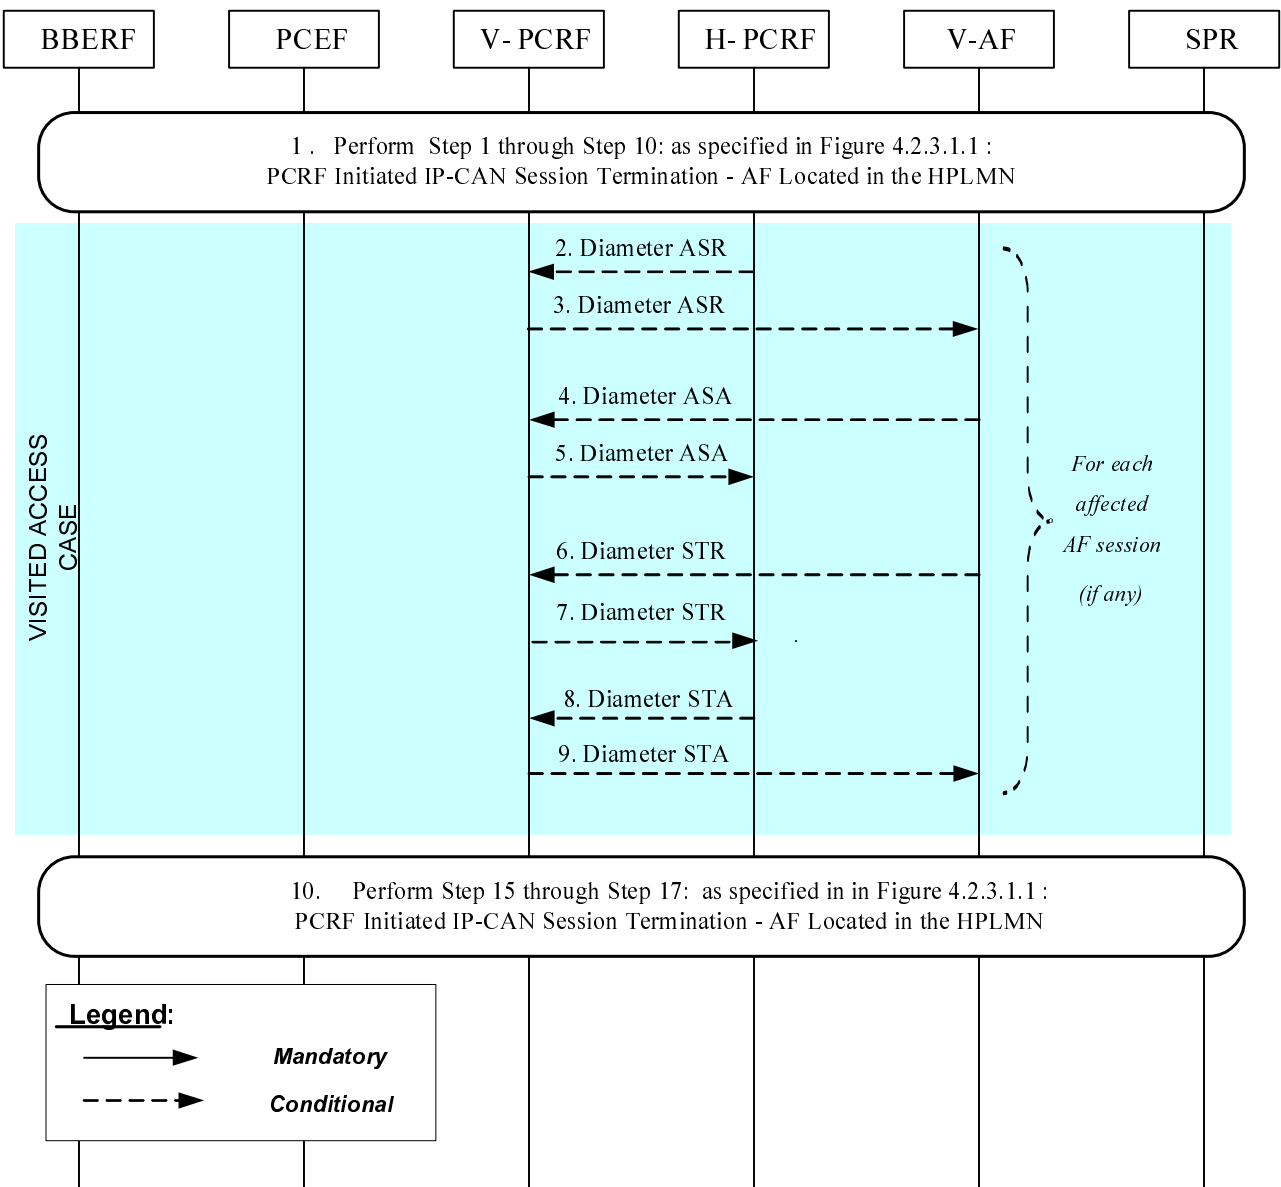 BBERF
PCEF
V- PCRF
H- PCRF
V-AF
SPR
1 . Perform Step 1 through Step 10: as specified in Figure 4.2.3.1.1 :
PCRF Initiated IP-CAN Session Termination - AF Located in the HPLMN
2. Diameter ASR
3. Diameter ASR
4. Diameter ASA
5. Diameter ASA
6. Diameter STR
7. Diameter STR
8. Diameter STA
9. Diameter STA
For each
affected
AF session
(if any)
VISITED ACCESS
CASE
10. Perform Step 15 through Step 17: as specified in in Figure 4.2.3.1.1 :
PCRF Initiated IP-CAN Session Termination - AF Located in the HPLMN
Legend:
Mandatory
Conditional